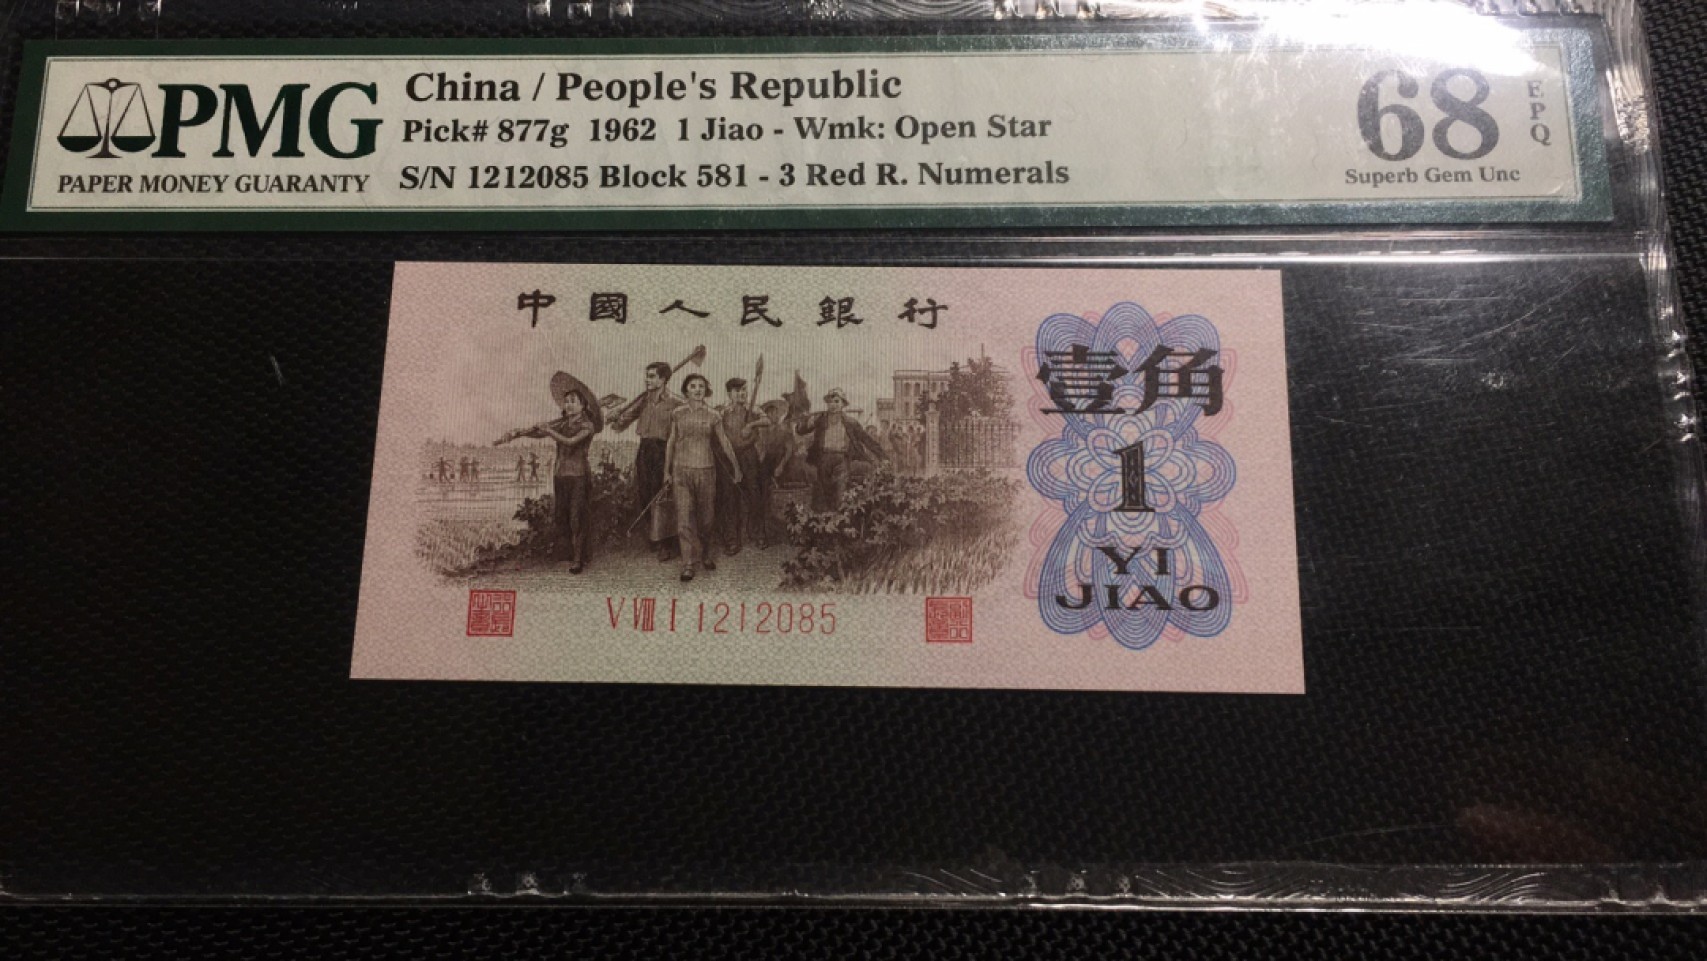 PMG
PAPER MONEY GUARANTY
China / People's Republic
Pick# 877g 1962 1 Jiao - Wmk: Open Star
S/N 1212085 Block 581 - 3 Red R. Numerals
68
EPQ
Superb Gem Unc
中國人民銀行
壹角
1
YI
JIAO
V VIII I 1212085